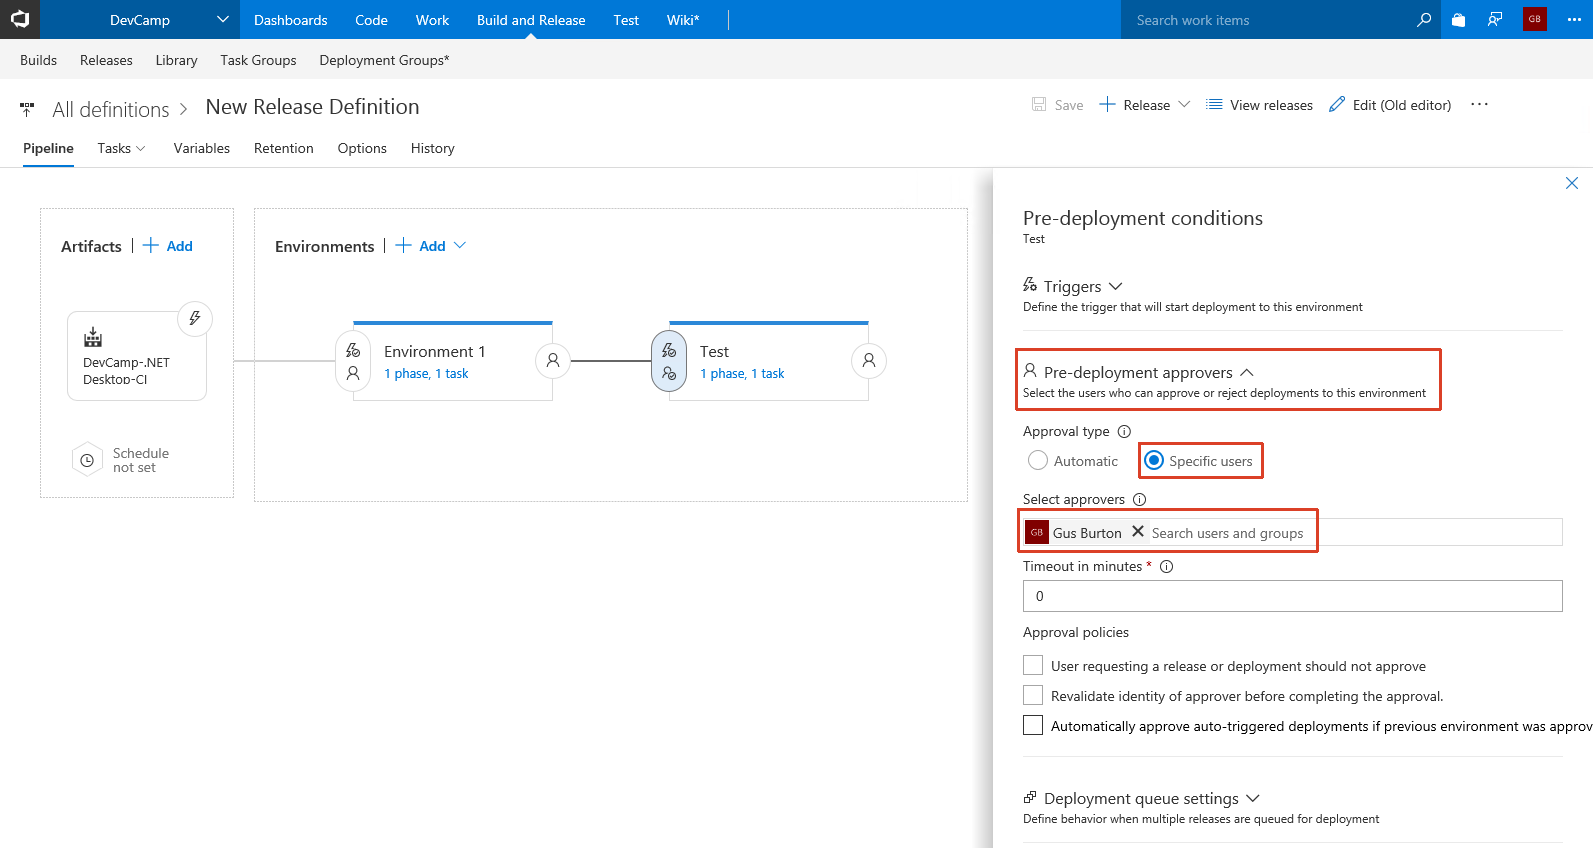 DevCamp Dashboards Code Work Build and Release Test Wiki* Search work items GB
Builds Releases Library Task Groups Deployment Groups*
All definitions > New Release Definition
Save Release View releases Edit (Old editor) ...
Pipeline Tasks Variables Retention Options History
Artifacts | + Add
DevCamp-.NET
Desktop-CI
Schedule
not set
Environments | + Add
Environment 1
1 phase, 1 task
Test
1 phase, 1 task
Pre-deployment conditions
Test
Triggers
Define the trigger that will start deployment to this environment
Pre-deployment approvers
Select the users who can approve or reject deployments to this environment
Approval type
Automatic Specific users
Select approvers
GB Gus Burton Search users and groups
Timeout in minutes *
0
Approval policies
User requesting a release or deployment should not approve
Revalidate identity of approver before completing the approval.
Automatically approve auto-triggered deployments if previous environment was approv
Deployment queue settings
Define behavior when multiple releases are queued for deployment